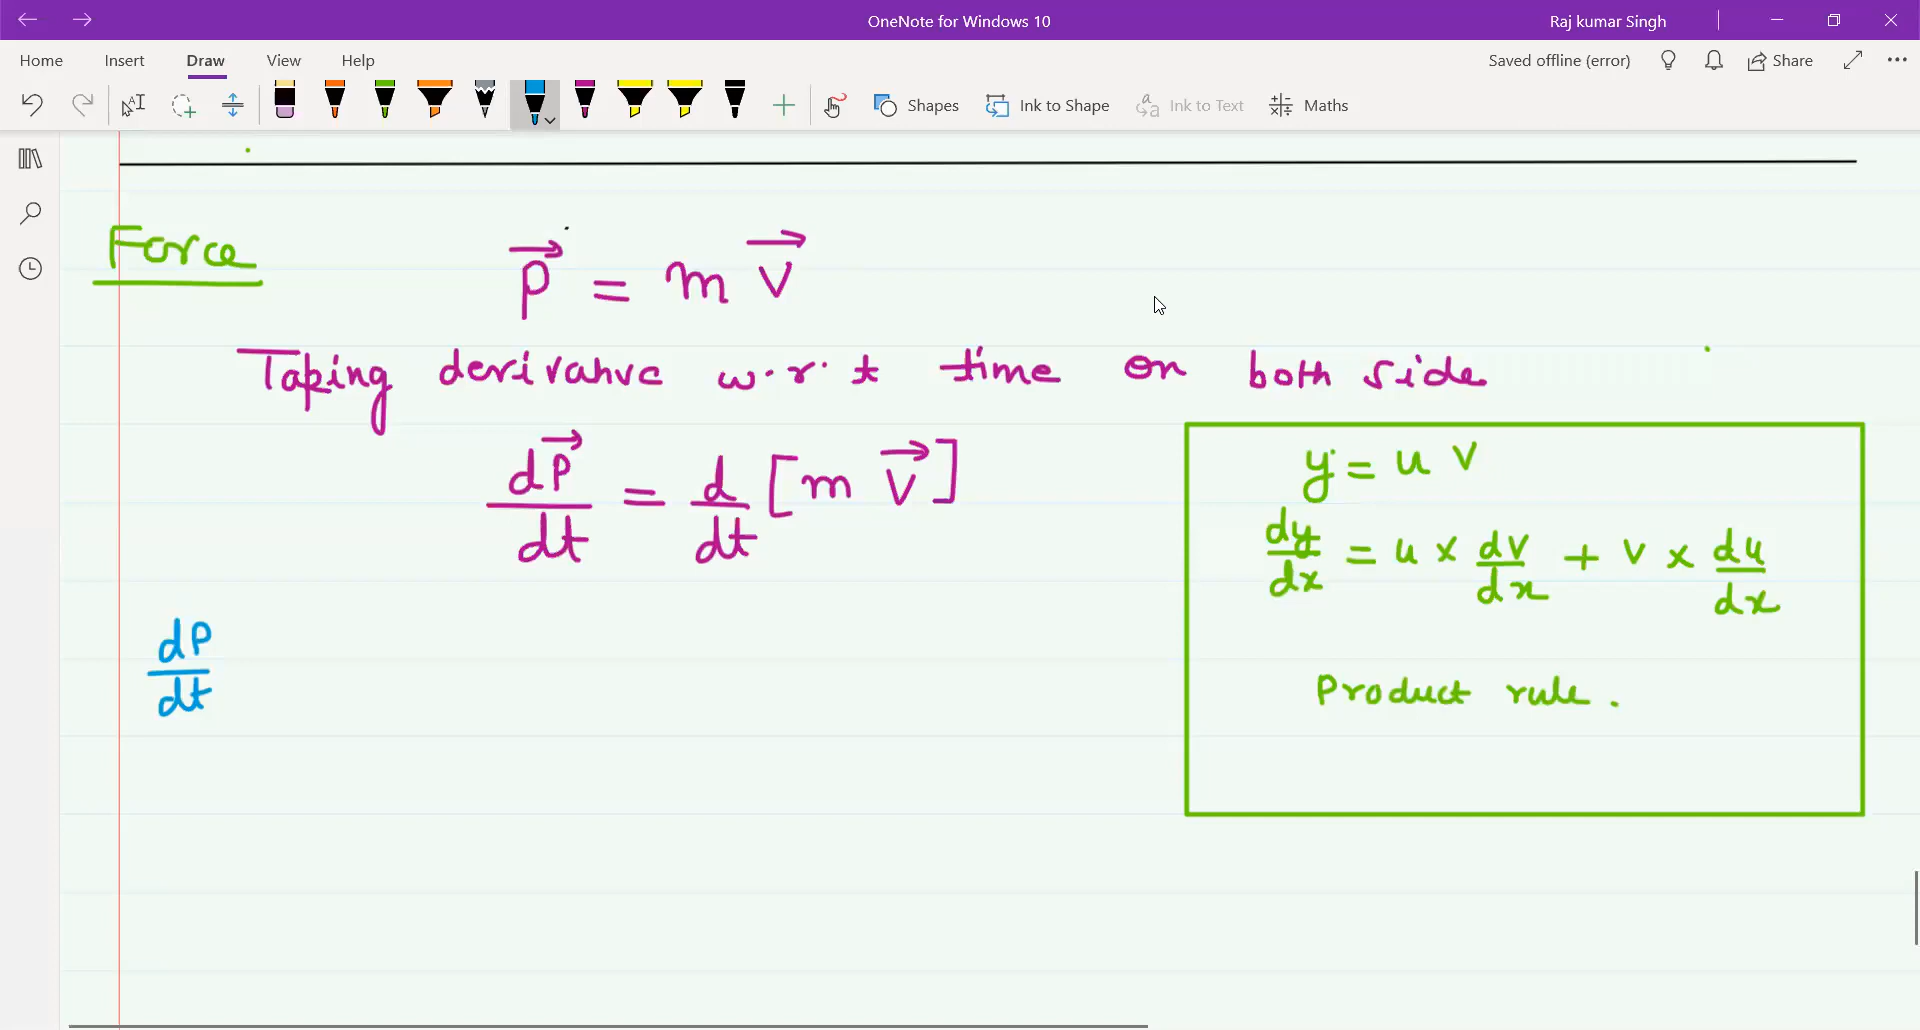 OneNote for Windows 10
Raj kumar Singh
Home Insert Draw View Help
Saved offline (error) Share
Shapes Ink to Shape Ink to Text Maths
Force
P⃗ = m v⃗
Taking derivative w.r.t time on both side
dP⃗/dt = d/dt [m v⃗]
y = u v
dy/dx = u × dv/dx + v × du/dx
Product rule.
dP/dt